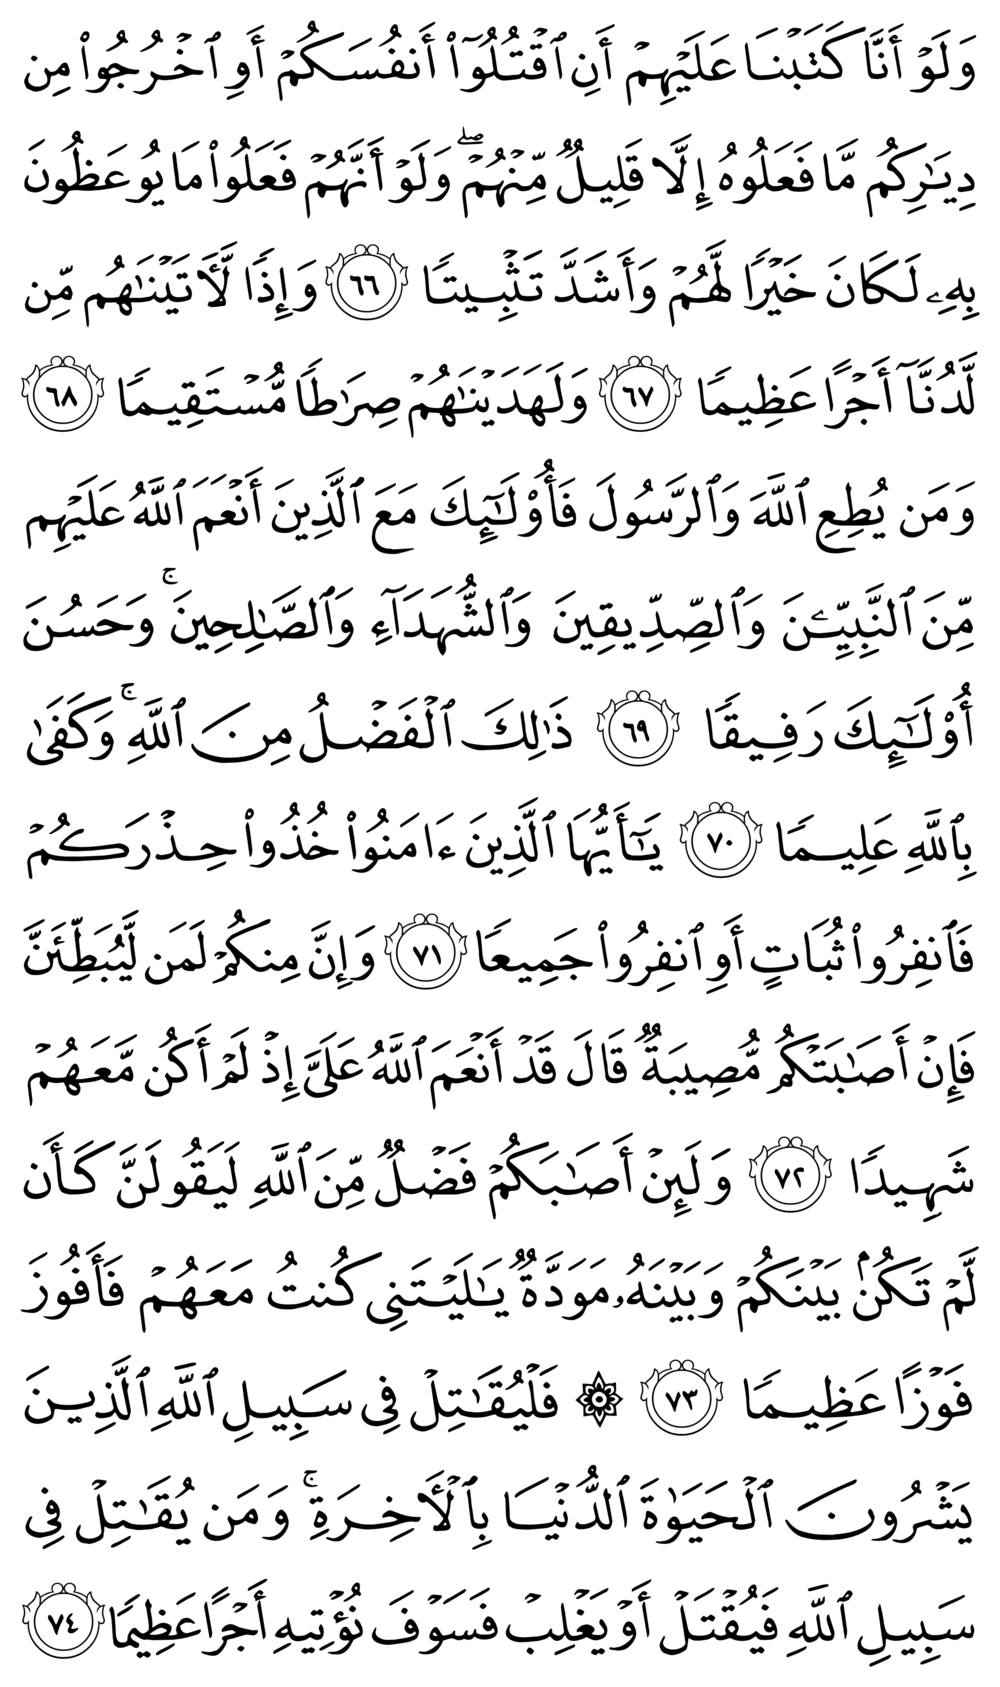 وَلَوۡ أَنَّا كَتَبۡنَا عَلَيۡهِمۡ أَنِ ٱقۡتُلُوٓاْ أَنفُسَكُمۡ أَوِ ٱخۡرُجُواْ مِن
دِيَٰرِكُم مَّا فَعَلُوهُ إِلَّا قَلِيلٞ مِّنۡهُمۡۖ وَلَوۡ أَنَّهُمۡ فَعَلُواْ مَا يُوعَظُونَ
بِهِۦ لَكَانَ خَيۡرٗا لَّهُمۡ وَأَشَدَّ تَثۡبِيتٗا ٦٦ وَإِذٗا لَّأٓتَيۡنَٰهُم مِّن
لَّدُنَّآ أَجۡرًا عَظِيمٗا ٦٧ وَلَهَدَيۡنَٰهُمۡ صِرَٰطٗا مُّسۡتَقِيمٗا ٦٨
وَمَن يُطِعِ ٱللَّهَ وَٱلرَّسُولَ فَأُوْلَٰٓئِكَ مَعَ ٱلَّذِينَ أَنۡعَمَ ٱللَّهُ عَلَيۡهِم
مِّنَ ٱلنَّبِيِّـۧنَ وَٱلصِّدِّيقِينَ وَٱلشُّهَدَآءِ وَٱلصَّٰلِحِينَۚ وَحَسُنَ
أُوْلَٰٓئِكَ رَفِيقٗا ٦٩ ذَٰلِكَ ٱلۡفَضۡلُ مِنَ ٱللَّهِۚ وَكَفَىٰ
بِٱللَّهِ عَلِيمٗا ٧٠ يَٰٓأَيُّهَا ٱلَّذِينَ ءَامَنُواْ خُذُواْ حِذۡرَكُمۡ
فَٱنفِرُواْ ثُبَاتٍ أَوِ ٱنفِرُواْ جَمِيعٗا ٧١ وَإِنَّ مِنكُمۡ لَمَن لَّيُبَطِّئَنَّ
فَإِنۡ أَصَٰبَتۡكُم مُّصِيبَةٞ قَالَ قَدۡ أَنۡعَمَ ٱللَّهُ عَلَيَّ إِذۡ لَمۡ أَكُن مَّعَهُمۡ
شَهِيدٗا ٧٢ وَلَئِنۡ أَصَٰبَكُمۡ فَضۡلٞ مِّنَ ٱللَّهِ لَيَقُولَنَّ كَأَن
لَّمۡ تَكُنۢ بَيۡنَكُمۡ وَبَيۡنَهُۥ مَوَدَّةٞ يَٰلَيۡتَنِي كُنتُ مَعَهُمۡ فَأَفُوزَ
فَوۡزًا عَظِيمٗا ٧٣ ۞ فَلۡيُقَٰتِلۡ فِي سَبِيلِ ٱللَّهِ ٱلَّذِينَ
يَشۡرُونَ ٱلۡحَيَوٰةَ ٱلدُّنۡيَا بِٱلۡأٓخِرَةِۚ وَمَن يُقَٰتِلۡ فِي
سَبِيلِ ٱللَّهِ فَيُقۡتَلۡ أَوۡ يَغۡلِبۡ فَسَوۡفَ نُؤۡتِيهِ أَجۡرًا عَظِيمٗا ٧٤